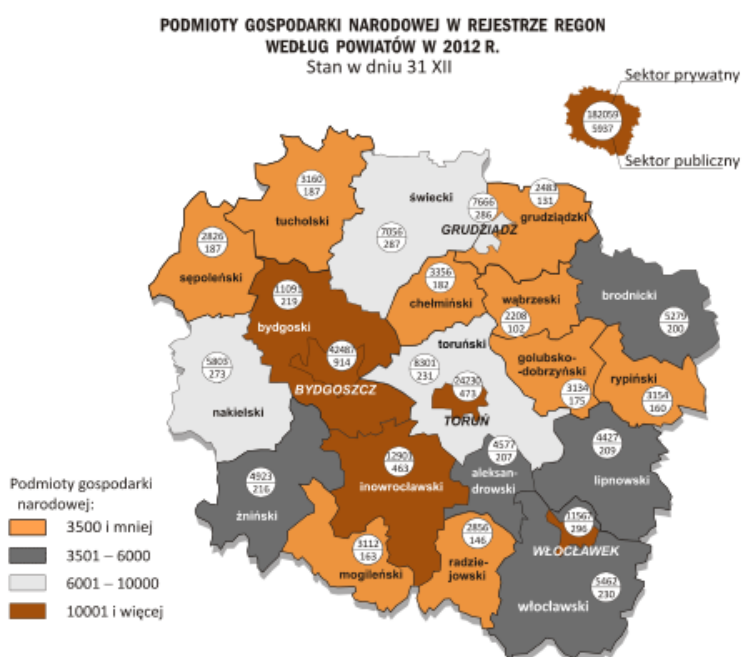 PODMIOTY GOSPODARKI NARODOWEJ W REJESTRZE REGON
WEDŁUG POWIATÓW W 2012 R.
Stan w dniu 31 XII
Sektor prywatny
182059
5937
Sektor publiczny
3160
187
tucholski
świecki
7056
287
7666
286
GRUDZIĄDZ
2483
131
grudziądzki
2826
187
sępoleński
11091
219
bydgoski
3356
182
chełmiński
wąbrzeski
2208
102
brodnicki
5279
200
5803
273
nakielski
42487
914
BYDGOSZCZ
toruński
8301
231
24230
473
TORUŃ
golubsko-
-dobrzyński
3134
175
rypiński
3154
160
4923
216
żniński
12901
463
inowrocławski
4577
207
aleksan-
drowski
4427
209
lipnowski
3112
163
mogileński
2856
146
radzie-
jowski
11567
296
WŁOCŁAWEK
5462
230
włocławski
Podmioty gospodarki
narodowej:
3500 i mniej
3501 – 6000
6001 – 10000
10001 i więcej